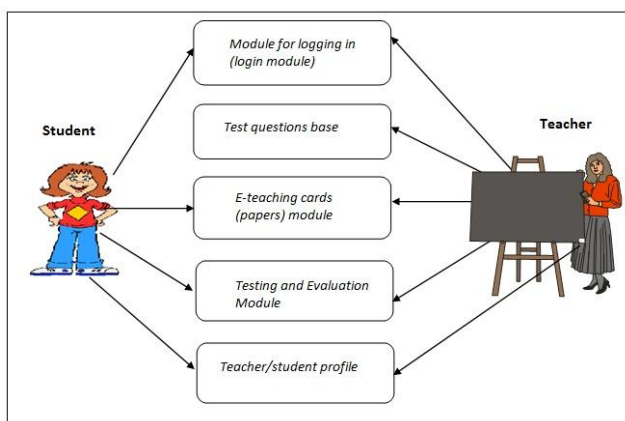 Module for logging in
(login module)
Student
Test questions base
Teacher
E-teaching cards
(papers) module
Testing and Evaluation
Module
Teacher/student profile